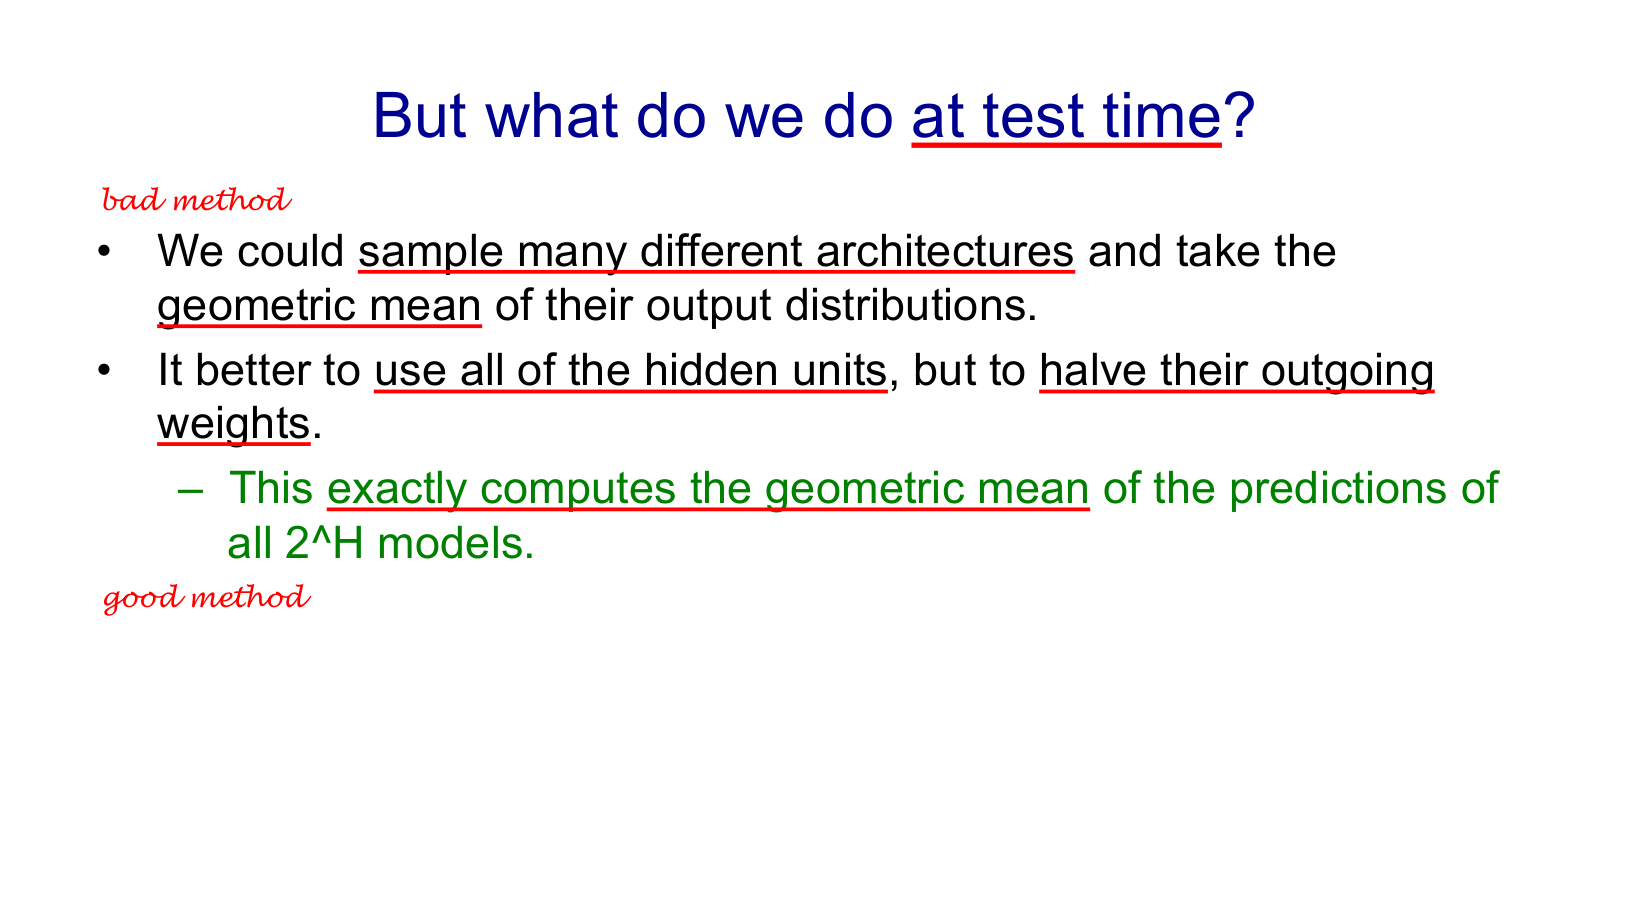 But what do we do at test time?
bad method
• We could sample many different architectures and take the
geometric mean of their output distributions.
• It better to use all of the hidden units, but to halve their outgoing
weights.
– This exactly computes the geometric mean of the predictions of
all 2^H models.
good method